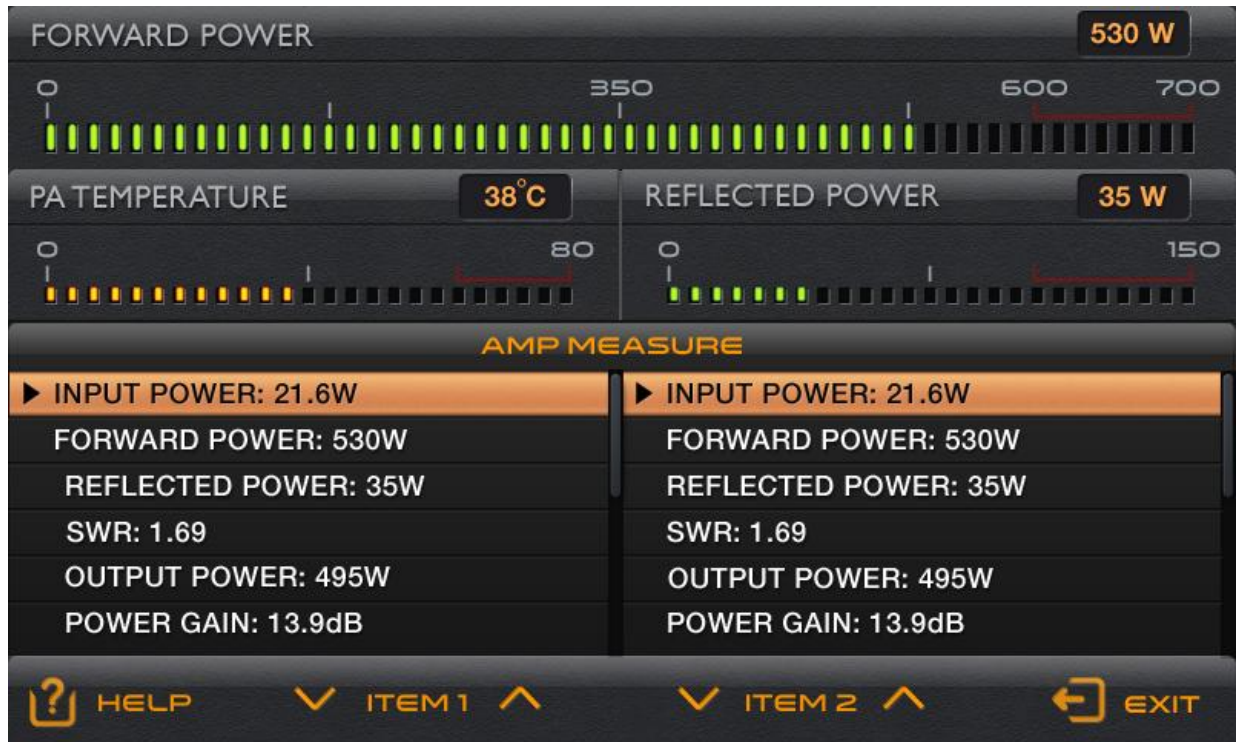 FORWARD POWER 530 W
0 350 600 700
PA TEMPERATURE 38°C REFLECTED POWER 35 W
0 80 0 150
AMP MEASURE
INPUT POWER: 21.6W INPUT POWER: 21.6W
FORWARD POWER: 530W FORWARD POWER: 530W
REFLECTED POWER: 35W REFLECTED POWER: 35W
SWR: 1.69 SWR: 1.69
OUTPUT POWER: 495W OUTPUT POWER: 495W
POWER GAIN: 13.9dB POWER GAIN: 13.9dB
HELP ITEM 1 ITEM 2 EXIT